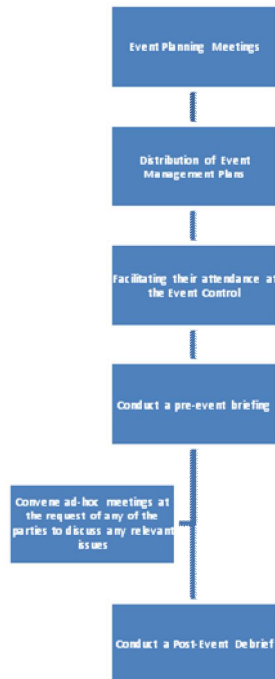 Event Planning Meetings
Distribution of Event
Management Plans
Facilitating their attendance at
the Event Control
Conduct a pre-event briefing
Convene ad-hoc meetings at
the request of any of the
parties to discuss any relevant
issues
Conduct a Post-Event Debrief